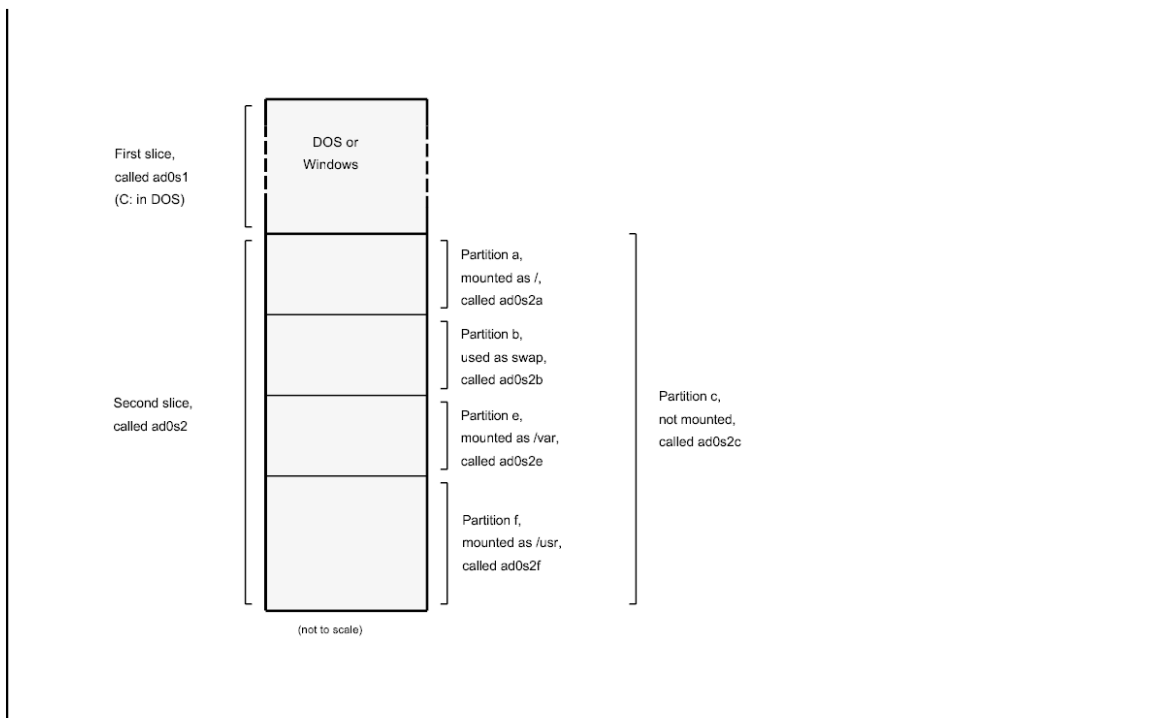 DOS or
Windows
First slice,
called ad0s1
(C: in DOS)
Partition a,
mounted as /,
called ad0s2a
Partition b,
used as swap,
called ad0s2b
Second slice,
called ad0s2
Partition c,
not mounted,
called ad0s2c
Partition e,
mounted as /var,
called ad0s2e
Partition f,
mounted as /usr,
called ad0s2f
(not to scale)